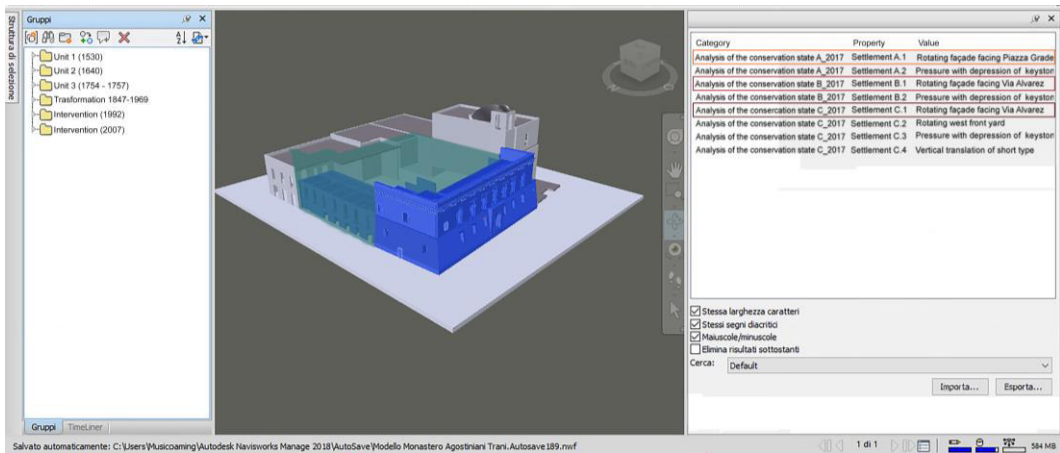 Struttura di selezione
Gruppi
Unit 1 (1530)
Unit 2 (1640)
Unit 3 (1754 - 1757)
Trasformation 1847-1969
Intervention (1992)
Intervention (2007)
Gruppi TimeLiner
Category Property Value
Analysis of the conservation state A_2017 Settlement A.1 Rotating façade facing Piazza Grade
Analysis of the conservation state A_2017 Settlement A.2 Pressure with depression of keyston
Analysis of the conservation state B_2017 Settlement B.1 Rotating façade facing Via Alvarez
Analysis of the conservation state B_2017 Settlement B.2 Pressure with depression of keyston
Analysis of the conservation state C_2017 Settlement C.1 Rotating façade facing Via Alvarez
Analysis of the conservation state C_2017 Settlement C.2 Rotating west front yard
Analysis of the conservation state C_2017 Settlement C.3 Pressure with depression of keyston
Analysis of the conservation state C_2017 Settlement C.4 Vertical translation of short type
Stessa larghezza caratteri
Stessi segni diacritici
Maiuscole/minuscole
Elimina risultati sottostanti
Cerca: Default
Importa... Esporta...
Salvato automaticamente: C:\Users\Musicoaming\Autodesk Navisworks Manage 2018\AutoSave\Modello Monastero Agostiniani Trani.Autosave189.nwf
1 di 1
584 MB